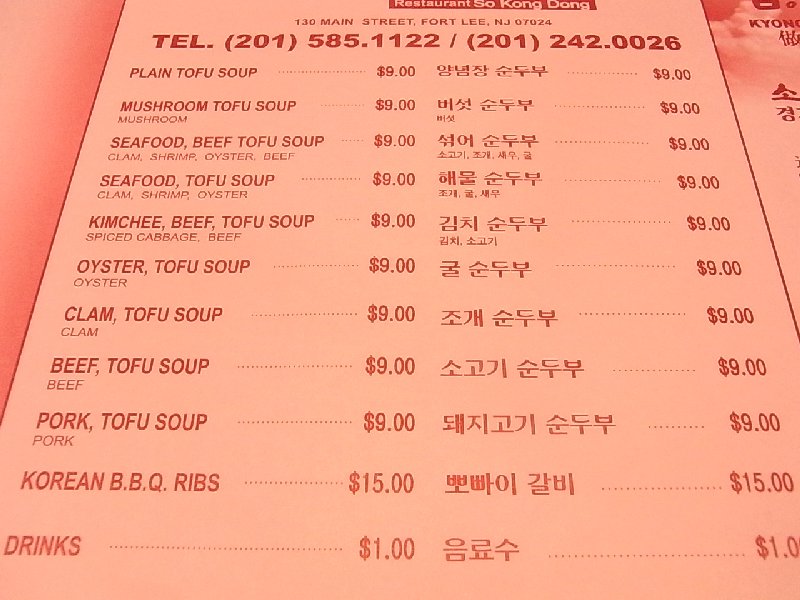 Restaurant So Kong Dong
130 MAIN STREET, FORT LEE, NJ 07024
TEL. (201) 585.1122 / (201) 242.0026
PLAIN TOFU SOUP $9.00 양념장 순두부 $9.00
MUSHROOM TOFU SOUP $9.00 버섯 순두부 $9.00
MUSHROOM 버섯
SEAFOOD, BEEF TOFU SOUP $9.00 섞어 순두부 $9.00
CLAM, SHRIMP, OYSTER, BEEF 소고기, 조개, 새우, 굴
SEAFOOD, TOFU SOUP $9.00 해물 순두부 $9.00
CLAM, SHRIMP, OYSTER 조개, 굴, 새우
KIMCHEE, BEEF, TOFU SOUP $9.00 김치 순두부 $9.00
SPICED CABBAGE, BEEF 김치, 소고기
OYSTER, TOFU SOUP $9.00 굴 순두부 $9.00
OYSTER
CLAM, TOFU SOUP $9.00 조개 순두부 $9.00
CLAM
BEEF, TOFU SOUP $9.00 소고기 순두부 $9.00
BEEF
PORK, TOFU SOUP $9.00 돼지고기 순두부 $9.00
PORK
KOREAN B.B.Q. RIBS $15.00 뽀빠이 갈비 $15.00
DRINKS $1.00 음료수 $1.0
KYONG